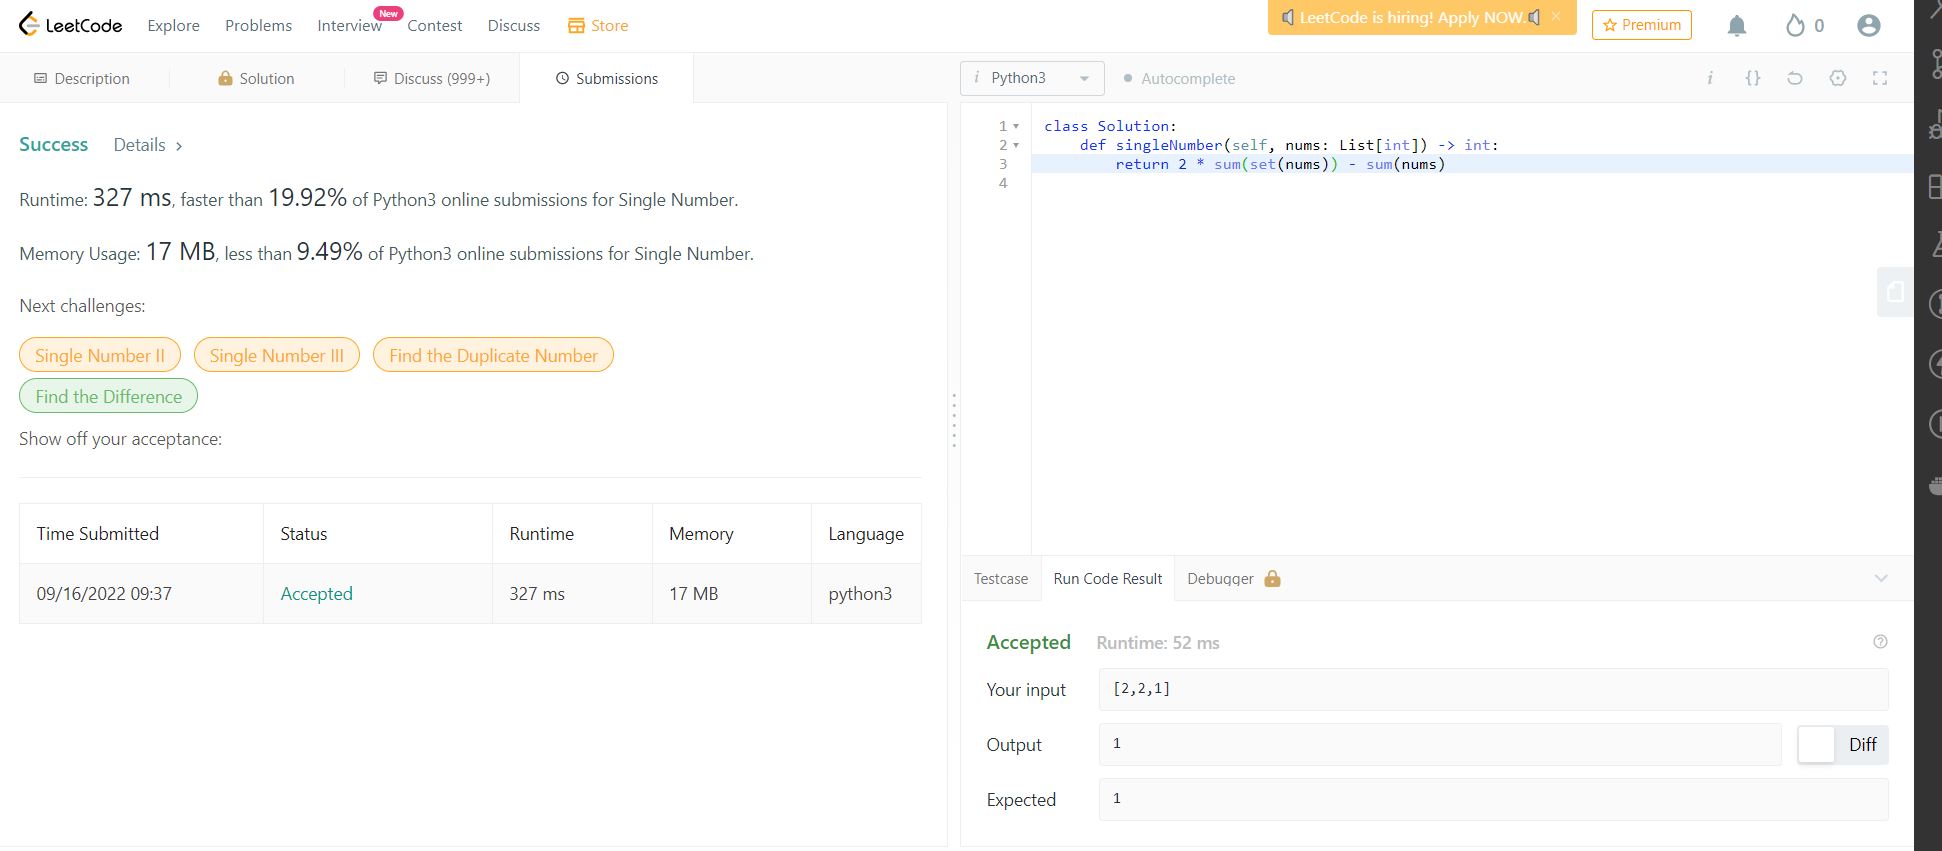 LeetCode Explore Problems Interview New Contest Discuss Store LeetCode is hiring! Apply NOW. Premium 0
Description Solution Discuss (999+) Submissions
Success Details >
Runtime: 327 ms, faster than 19.92% of Python3 online submissions for Single Number.
Memory Usage: 17 MB, less than 9.49% of Python3 online submissions for Single Number.
Next challenges:
Single Number II Single Number III Find the Duplicate Number
Find the Difference
Show off your acceptance:
Time Submitted Status Runtime Memory Language
09/16/2022 09:37 Accepted 327 ms 17 MB python3
i Python3 Autocomplete i {}
1 class Solution:
2 def singleNumber(self, nums: List[int]) -> int:
3 return 2 * sum(set(nums)) - sum(nums)
4
Testcase Run Code Result Debugger
Accepted Runtime: 52 ms
Your input [2,2,1]
Output 1 Diff
Expected 1